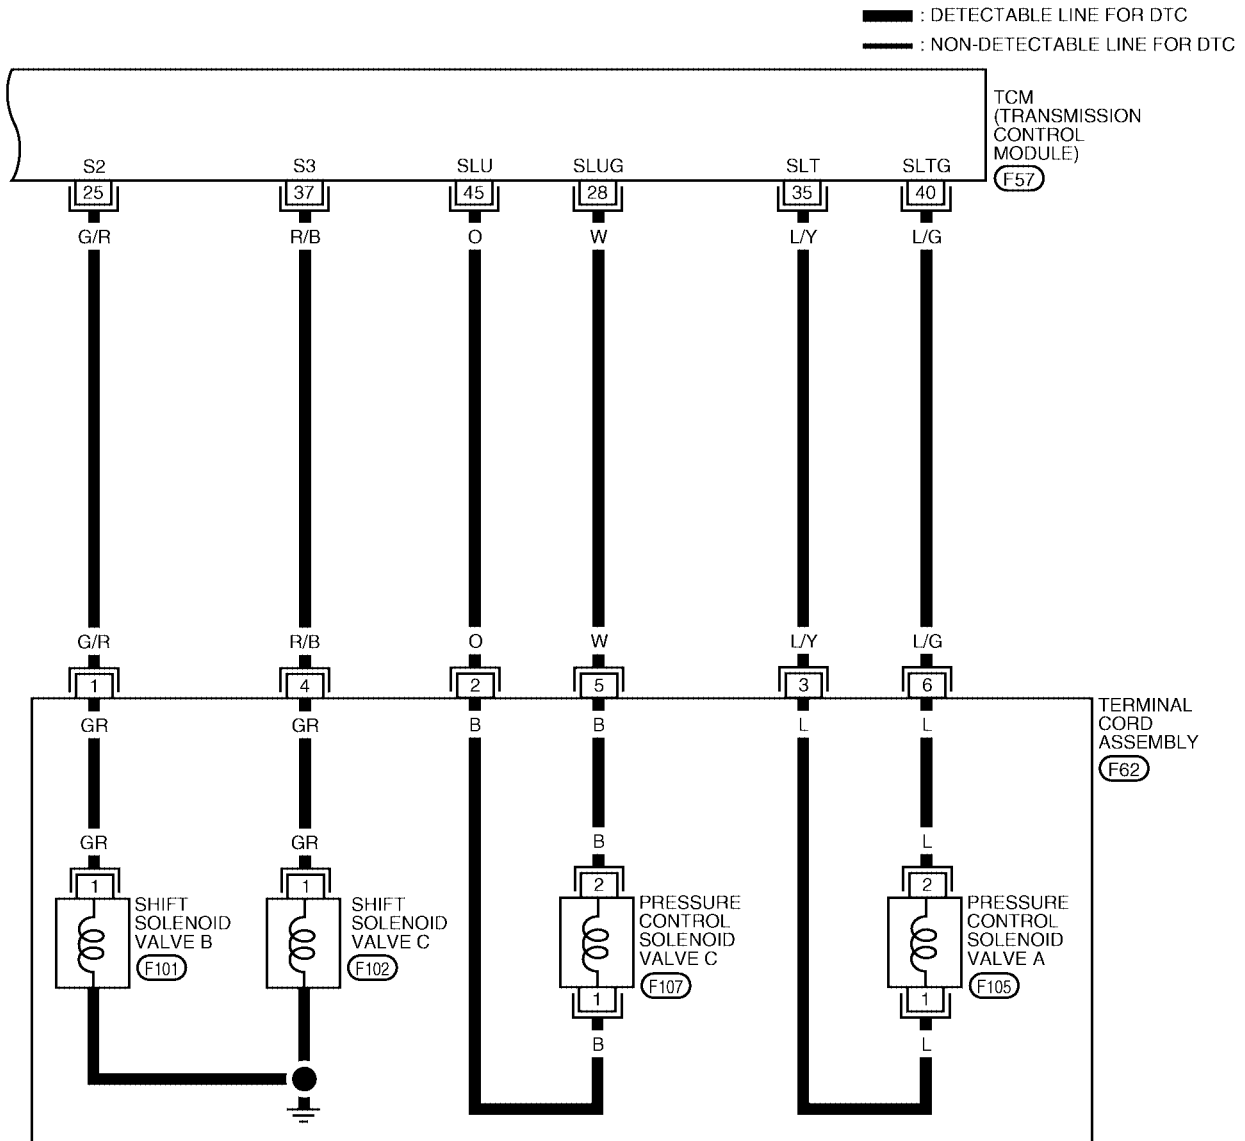 : DETECTABLE LINE FOR DTC
: NON-DETECTABLE LINE FOR DTC
TCM
(TRANSMISSION
CONTROL
MODULE)
F57
S2 S3 SLU SLUG SLT SLTG
25 37 45 28 35 40
G/R R/B O W L/Y L/G
G/R R/B O W L/Y L/G
1 4 2 5 3 6
TERMINAL
CORD
ASSEMBLY
F62
GR GR B B L L
GR GR B L
1 1 2 2
SHIFT
SOLENOID
VALVE B
F101
SHIFT
SOLENOID
VALVE C
F102
PRESSURE
CONTROL
SOLENOID
VALVE C
F107
PRESSURE
CONTROL
SOLENOID
VALVE A
F105
1 1
B L